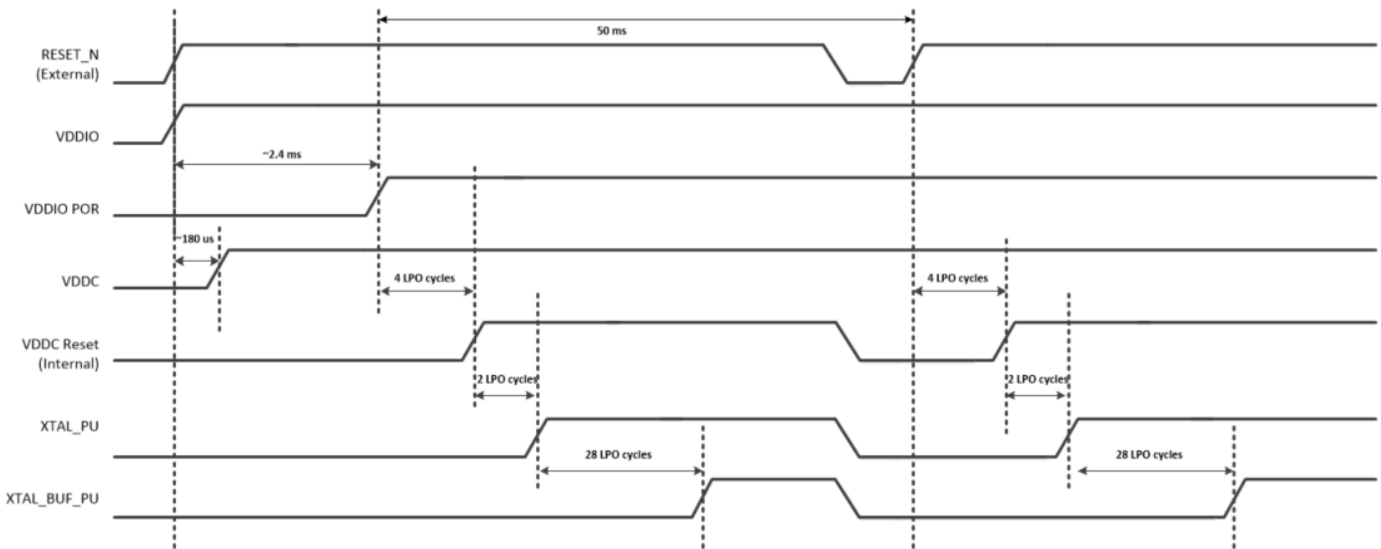 50 ms
RESET_N
(External)
VDDIO
~2.4 ms
VDDIO POR
~180 us
VDDC
4 LPO cycles
4 LPO cycles
VDDC Reset
(Internal)
2 LPO cycles
2 LPO cycles
XTAL_PU
28 LPO cycles
28 LPO cycles
XTAL_BUF_PU